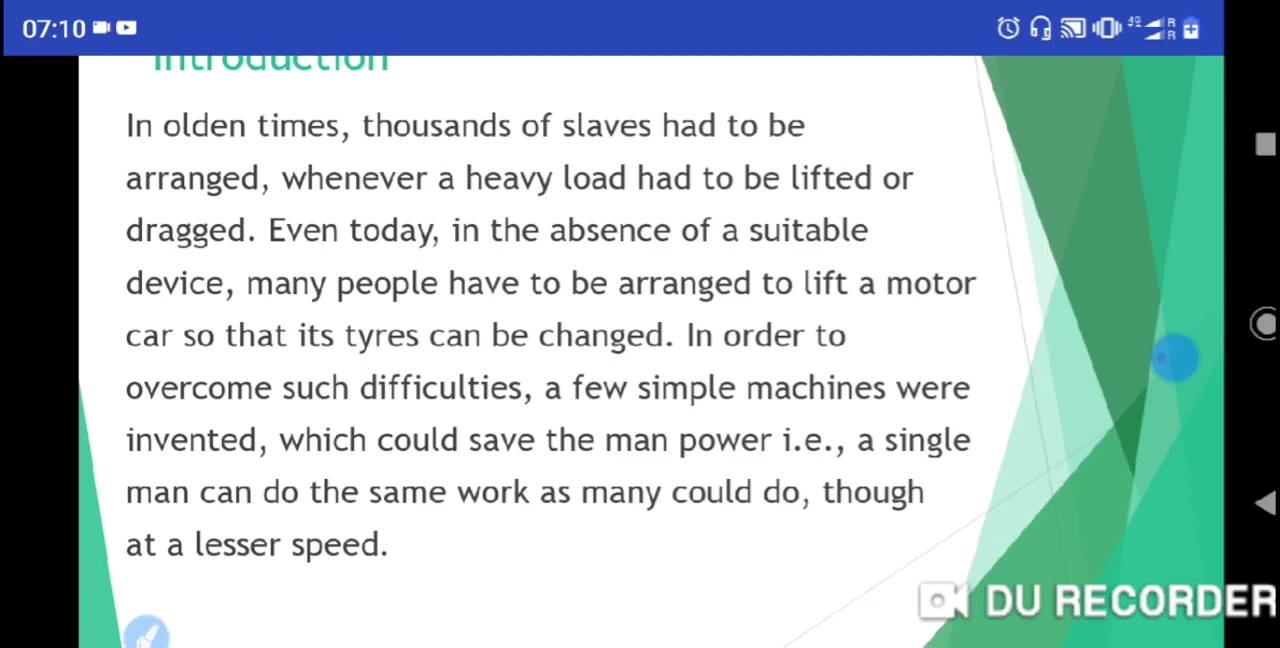 07:10
4G R
R
Introduction
In olden times, thousands of slaves had to be
arranged, whenever a heavy load had to be lifted or
dragged. Even today, in the absence of a suitable
device, many people have to be arranged to lift a motor
car so that its tyres can be changed. In order to
overcome such difficulties, a few simple machines were
invented, which could save the man power i.e., a single
man can do the same work as many could do, though
at a lesser speed.
DU RECORDER